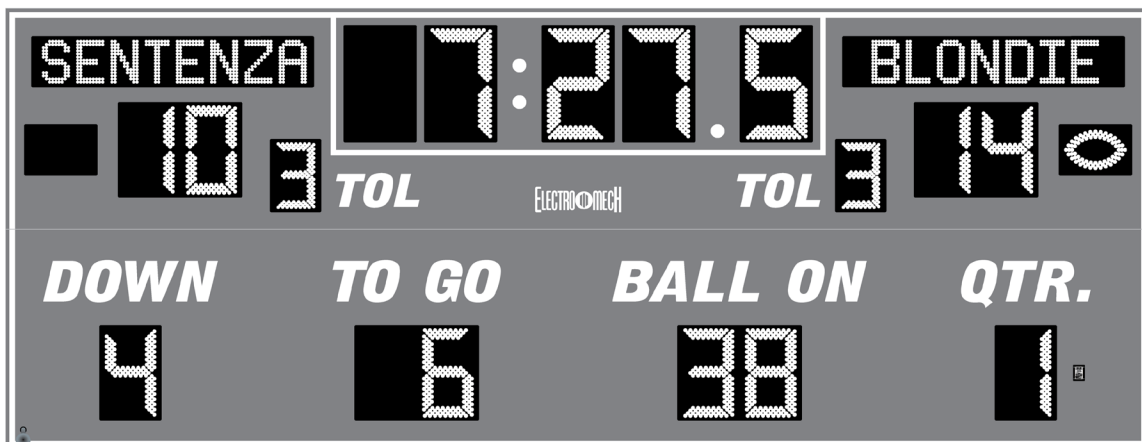 SENTENZA 7:27.5 BLONDIE
10 3 TOL ELECTRO MECH TOL 3 14
DOWN TO GO BALL ON QTR.
4 6 38 1